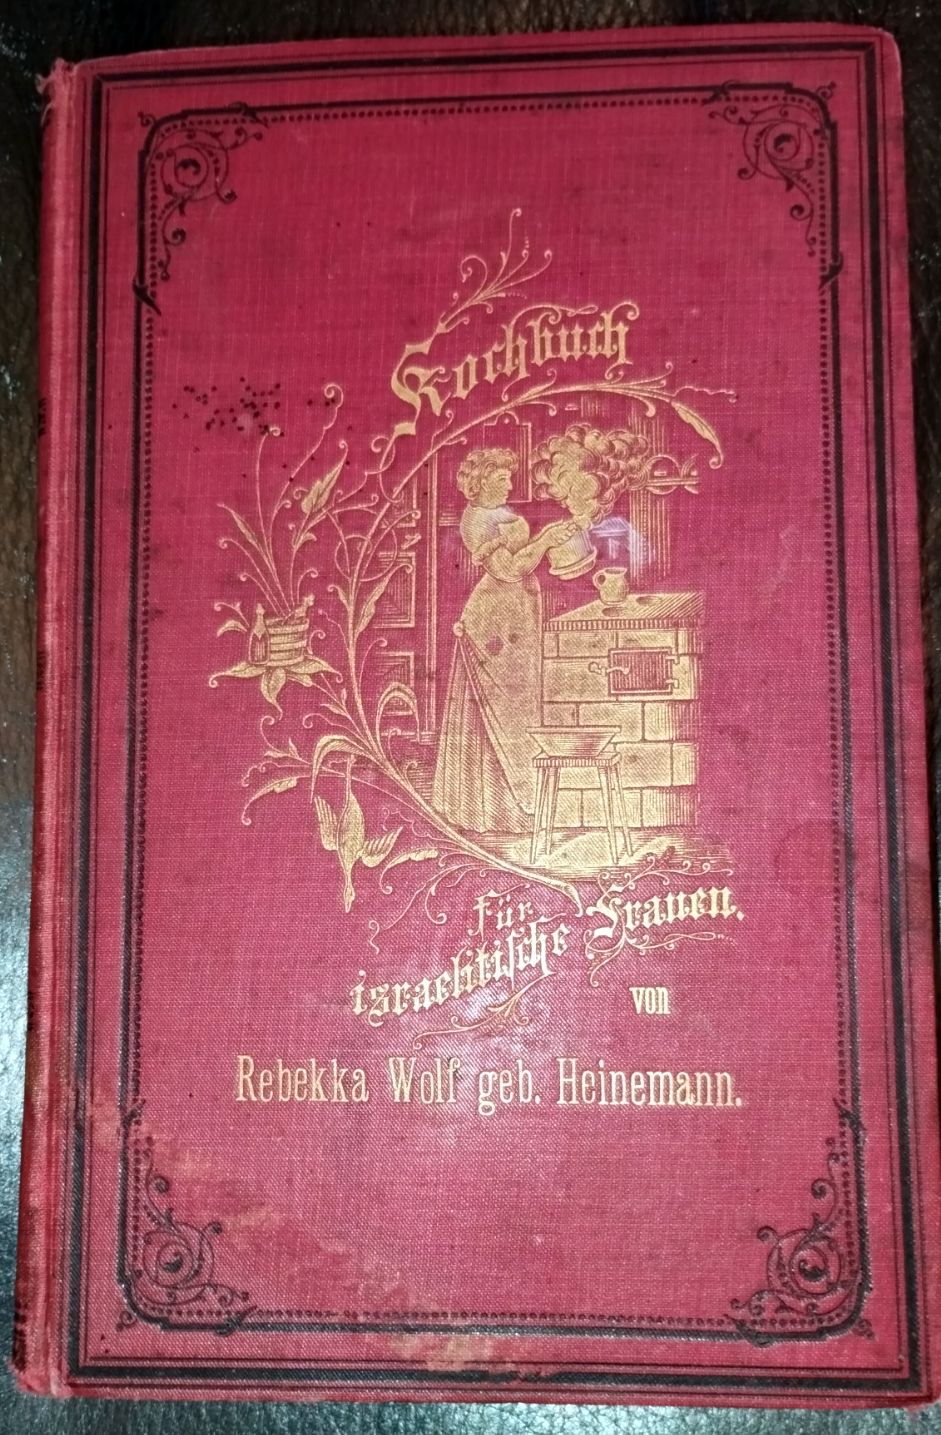 Kochbuch
für
israelitische Frauen.
von
Rebekka Wolf geb. Heinemann.